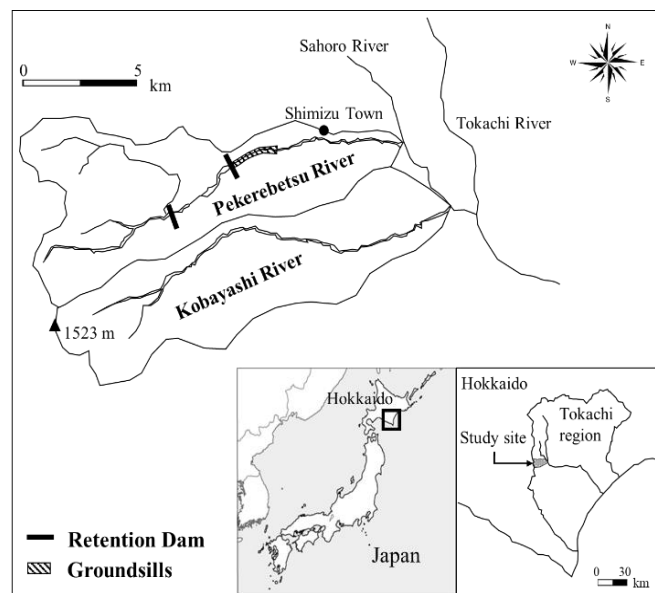 0 5
km
Sahoro River
N
W E
S
Shimizu Town
Tokachi River
Pekerebetsu River
Kobayashi River
1523 m
Hokkaido
Japan
Hokkaido
Tokachi
region
Study site
0 30
km
Retention Dam
Groundsills